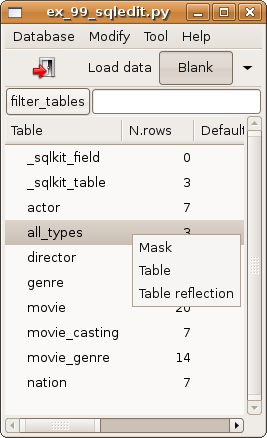 ex_99_sqledit.py
Database Modify Tool Help
Load data Blank
filter_tables
Table N.rows Default
_sqlkit_field 0
_sqlkit_table 3
actor 7
all_types 3
director
genre
movie 20
movie_casting 7
movie_genre 14
nation 7
Mask
Table
Table reflection